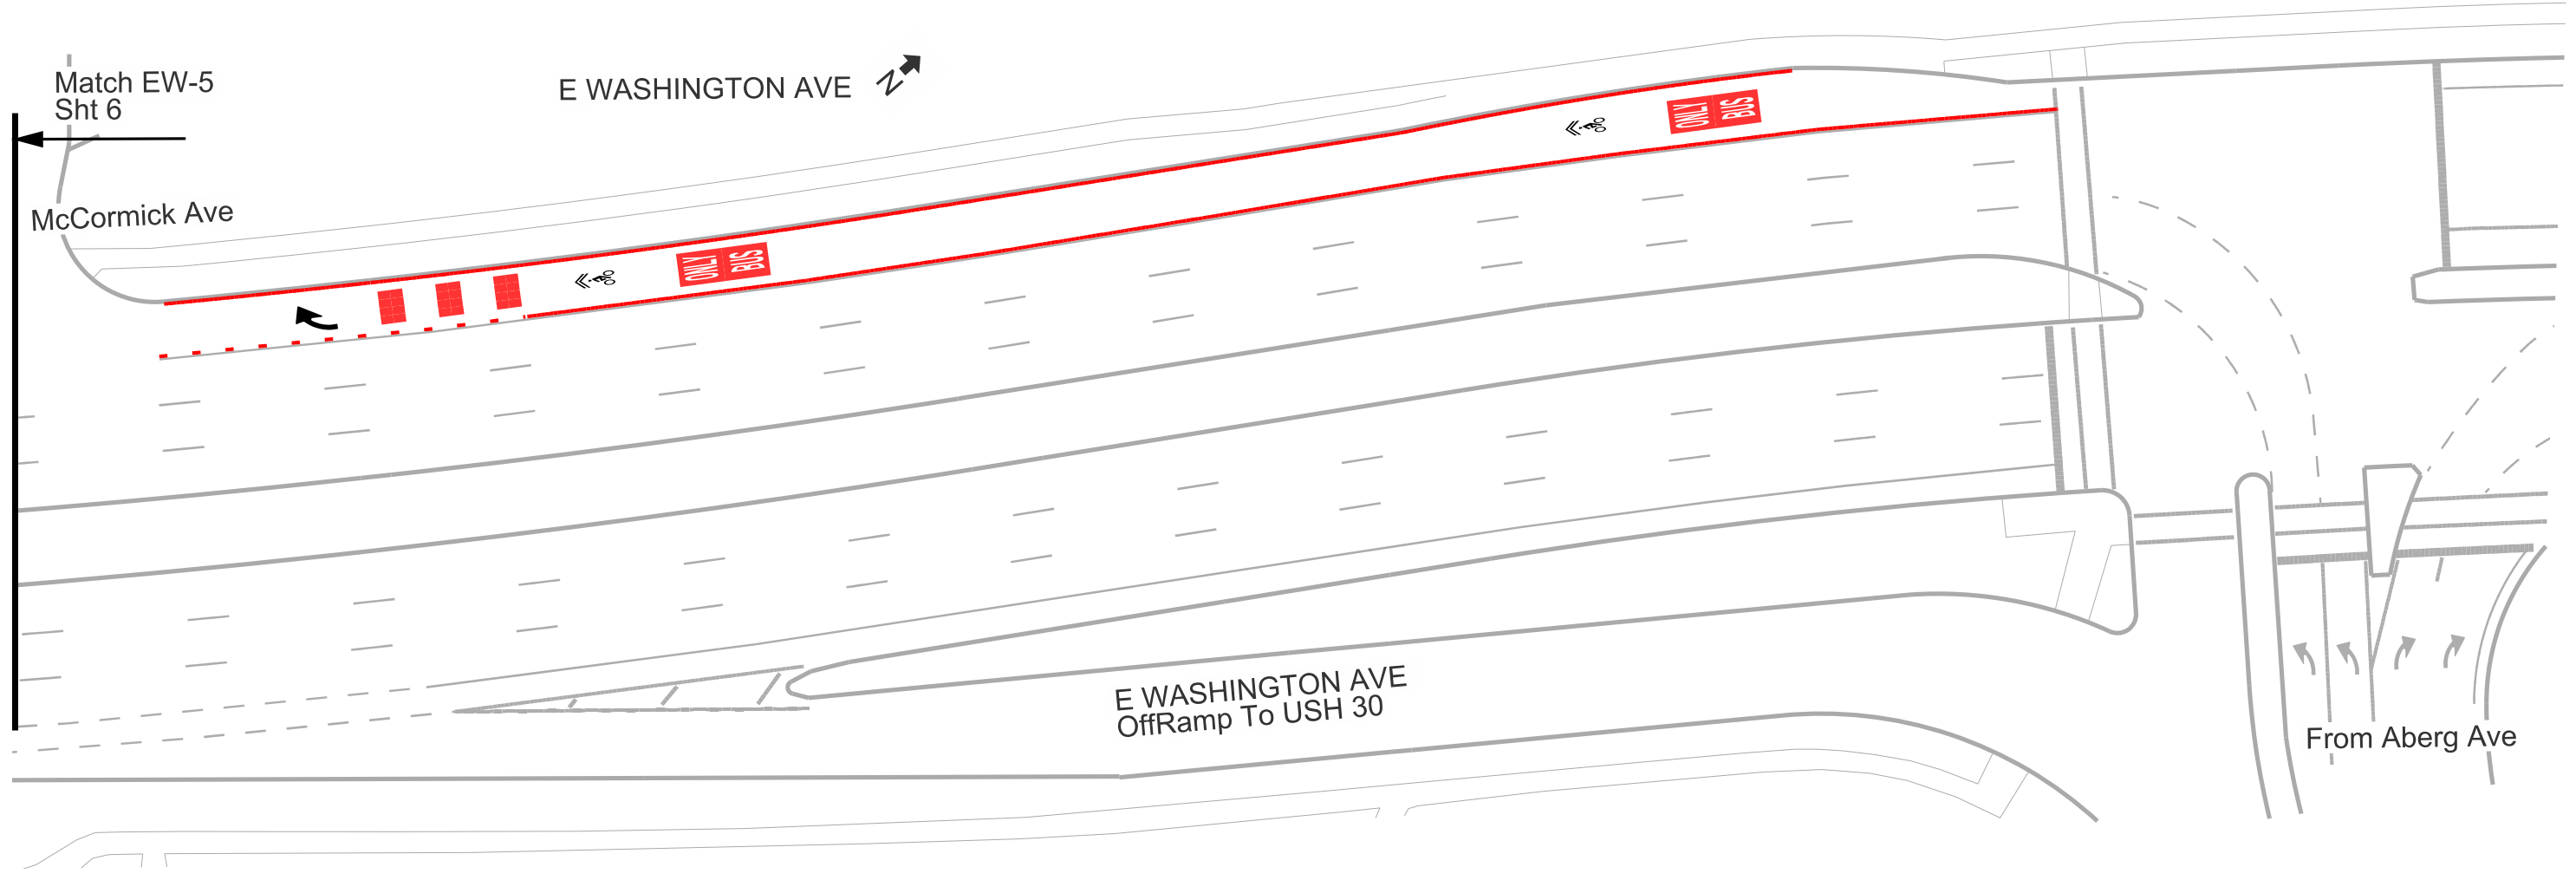 Match EW-5
Sht 6
E WASHINGTON AVE
N
McCormick Ave
ONLY
BUS
ONLY
BUS
E WASHINGTON AVE
OffRamp To USH 30
From Aberg Ave